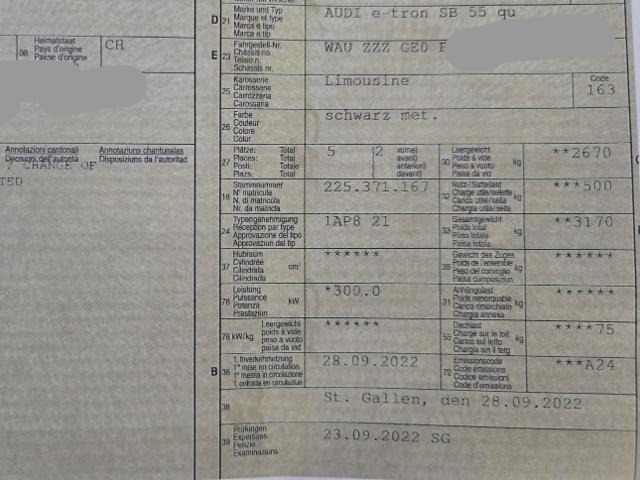 Heimatstaat
08 Pays d'origine CH
Paese d'origine
Annotazioni cantonali Annotaziuns chantunalas
Decisioni dell'autorità Disposiziuns da l'autoritad
/ CHANGE OF
TED
Marke und Typ
D 21 Marque et type AUDI e-tron SB 55 qu
Marca e tipo
Marca e tip
Fahrgestell-Nr.
E 23 Châssis no WAU ZZZ GE0
Telaio n.
Schassis nr.
Karosserie
25 Carrosserie Limousine Code
Carrozzeria 163
Carossaria
Farbe
26 Couleur schwarz met.
Colore
Colur
Plätze: Total 5 (2 vorne)
27 Places: Total avant)
Posti: Totale anteriori)
Plazs: Total davant)
Leergewicht
30 Poids à vide kg **2670
Peso a vuoto
Paisa da vid
Stammnummer
18 N° matricule 225.371.167
N. di matricola
Nr. da matricla
Nutz-/Sattellast
32 Charge utile/sellette kg ***500
Carico utile/sella
Chargia utila/sella
Typengenehmigung
24 Réception par type 1AP8 21
Approvazione del tipo
Approvaziun dal tip
Gesamtgewicht
33 Poids total kg **3170
Peso totale
Paisa totala
Hubraum
37 Cylindrée cm³ ******
Cilindrata
Cilindrada
Gewicht des Zuges
35 Poids de l'ensemble kg ******
Peso del convoglio
Paisa cumposiziun
Leistung
76 Puissance kW *300.0
Potenza
Prestaziun
Anhängelast
31 Poids remorquable kg ******
Carico rimorchiato
Chargia annexa
Leergewicht
78 kW/kg poids à vide ******
peso a vuoto
paisa da vid
Dachlast
55 Charge sur le toit kg ****75
Carico sul tetto
Chargia sin il tetg
1. Inverkehrsetzung
B 36 1re mise en circulation 28.09.2022
1a messa in circolazione
1. entrada en circulaziun
Emissionscode
72 Code émissions ***A24
Codice emissioni
Code d'emissiuns
38 St. Gallen, den 28.09.2022
Prüfungen
39 Expertises 23.09.2022 SG
Perizie
Examinaziuns